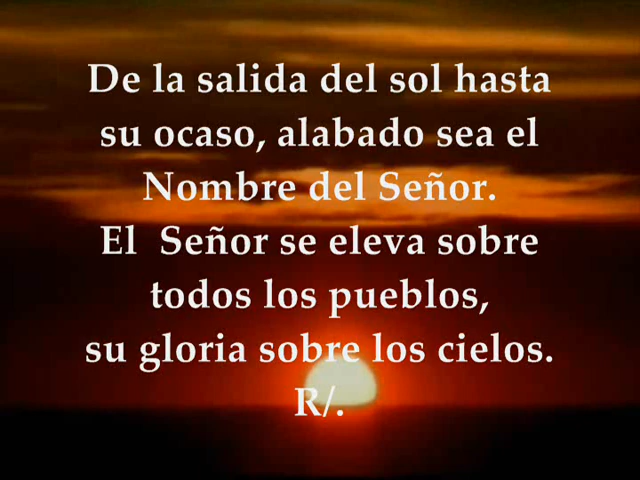 De la salida del sol hasta
su ocaso, alabado sea el
Nombre del Señor.
El  Señor se eleva sobre
todos los pueblos,
su gloria sobre los cielos.
R/.